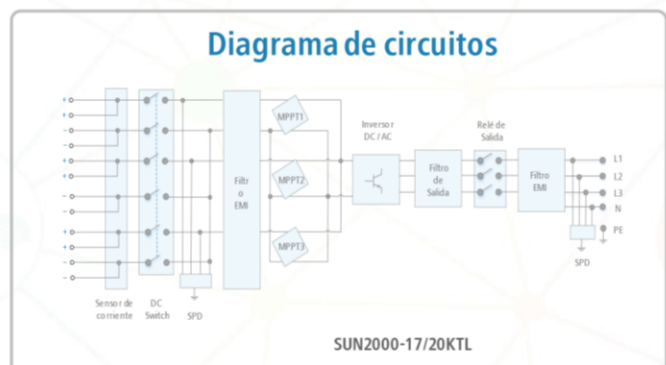 Diagrama de circuitos
Sensor de
corriente
DC
Switch
SPD
Filtr
o
EMI
MPPT1
MPPT2
MPPT3
Inversor
DC / AC
Filtro
de
Salida
Relé de
Salida
Filtro
EMI
L1
L2
L3
N
PE
SPD
SUN2000-17/20KTL